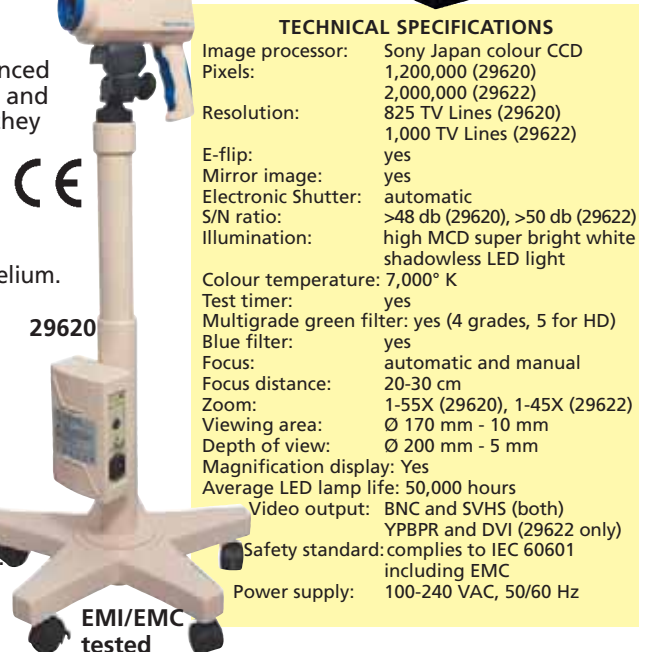 nced
and
hey
CE
elium.
29620
EMI/EMC
tested
TECHNICAL SPECIFICATIONS
Image processor: Sony Japan colour CCD
Pixels: 1,200,000 (29620)
2,000,000 (29622)
Resolution: 825 TV Lines (29620)
1,000 TV Lines (29622)
E-flip: yes
Mirror image: yes
Electronic Shutter: automatic
S/N ratio: >48 db (29620), >50 db (29622)
Illumination: high MCD super bright white
shadowless LED light
Colour temperature: 7,000° K
Test timer: yes
Multigrade green filter: yes (4 grades, 5 for HD)
Blue filter: yes
Focus: automatic and manual
Focus distance: 20-30 cm
Zoom: 1-55X (29620), 1-45X (29622)
Viewing area: Ø 170 mm - 10 mm
Depth of view: Ø 200 mm - 5 mm
Magnification display: Yes
Average LED lamp life: 50,000 hours
Video output: BNC and SVHS (both)
YPBPR and DVI (29622 only)
Safety standard: complies to IEC 60601
including EMC
Power supply: 100-240 VAC, 50/60 Hz